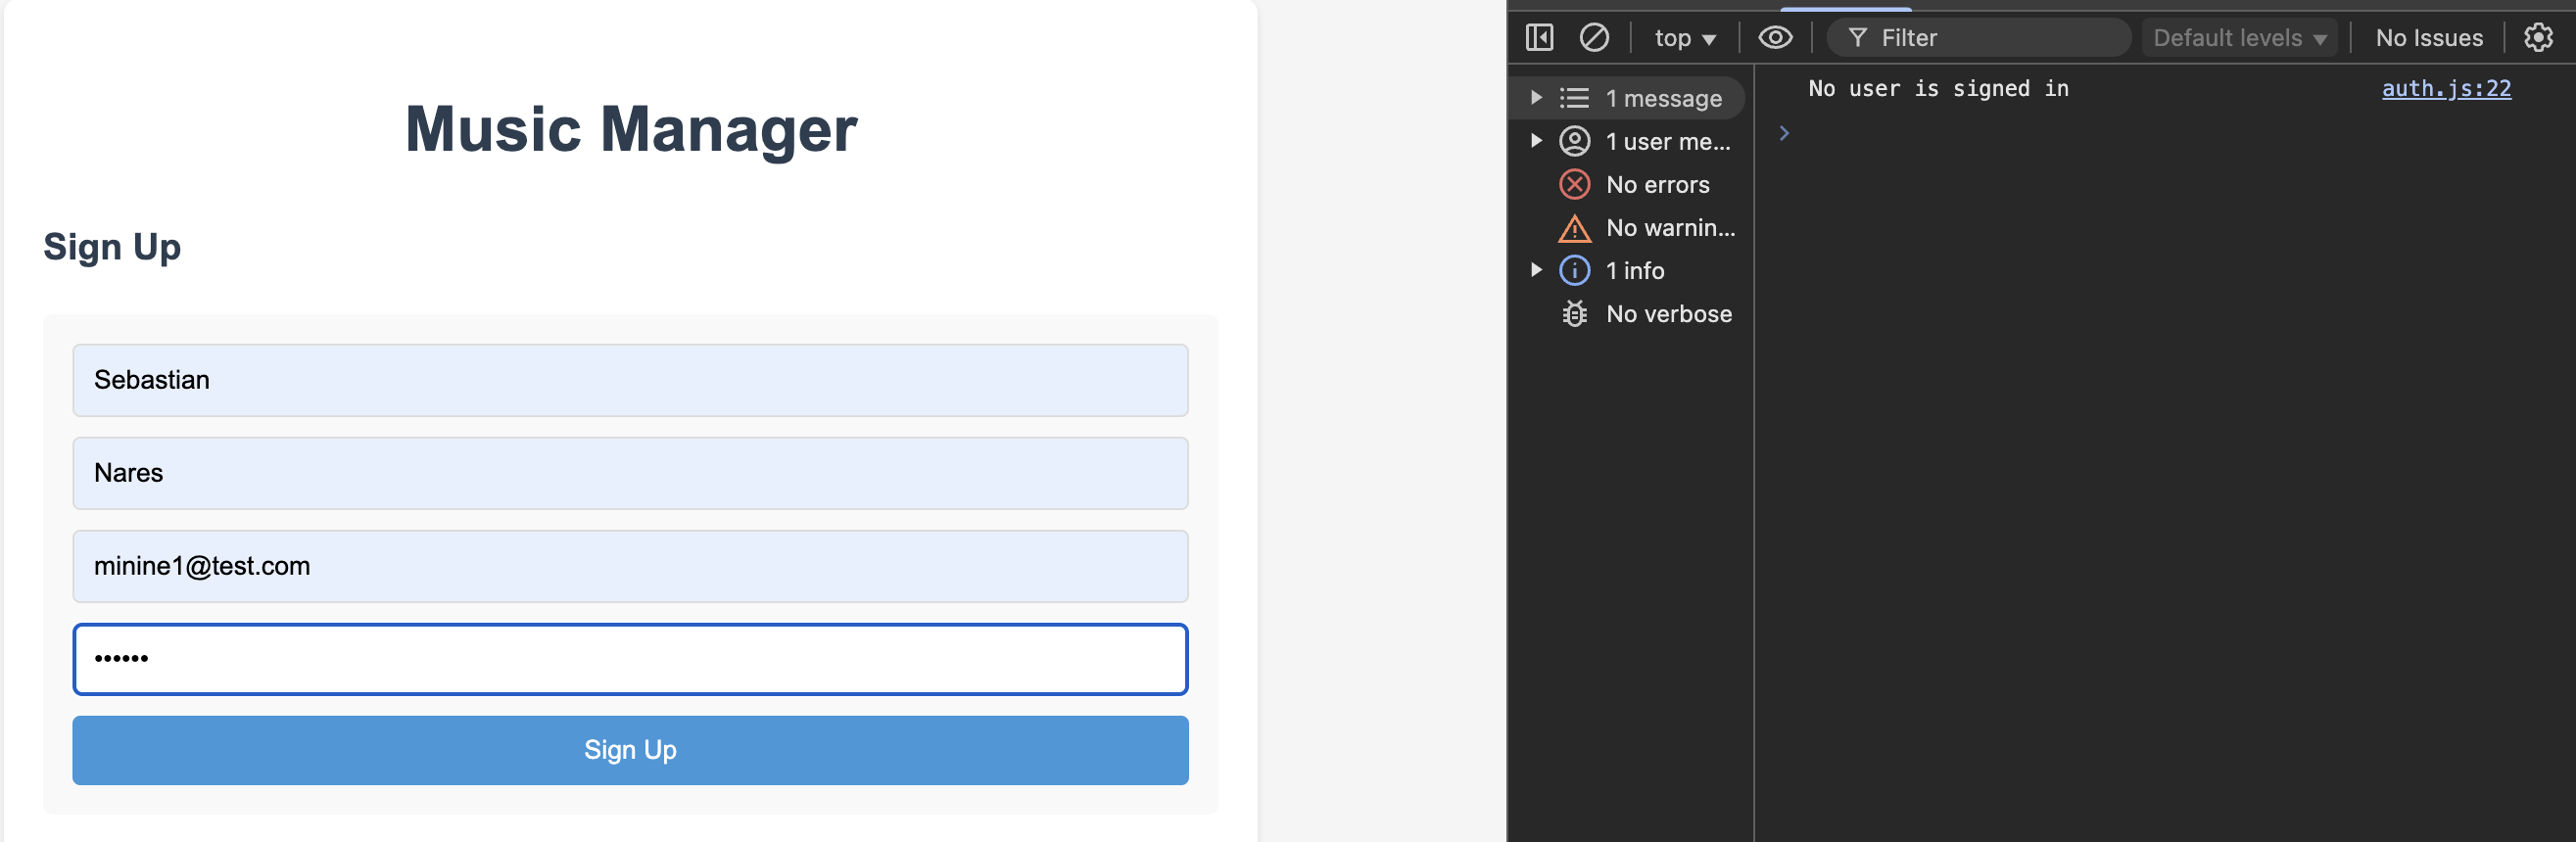 Music Manager
Sign Up
Sebastian
Nares
minine1@test.com
••••••
Sign Up
top
Filter
Default levels
No Issues
1 message
1 user me...
No errors
No warnin...
1 info
No verbose
No user is signed in auth.js:22